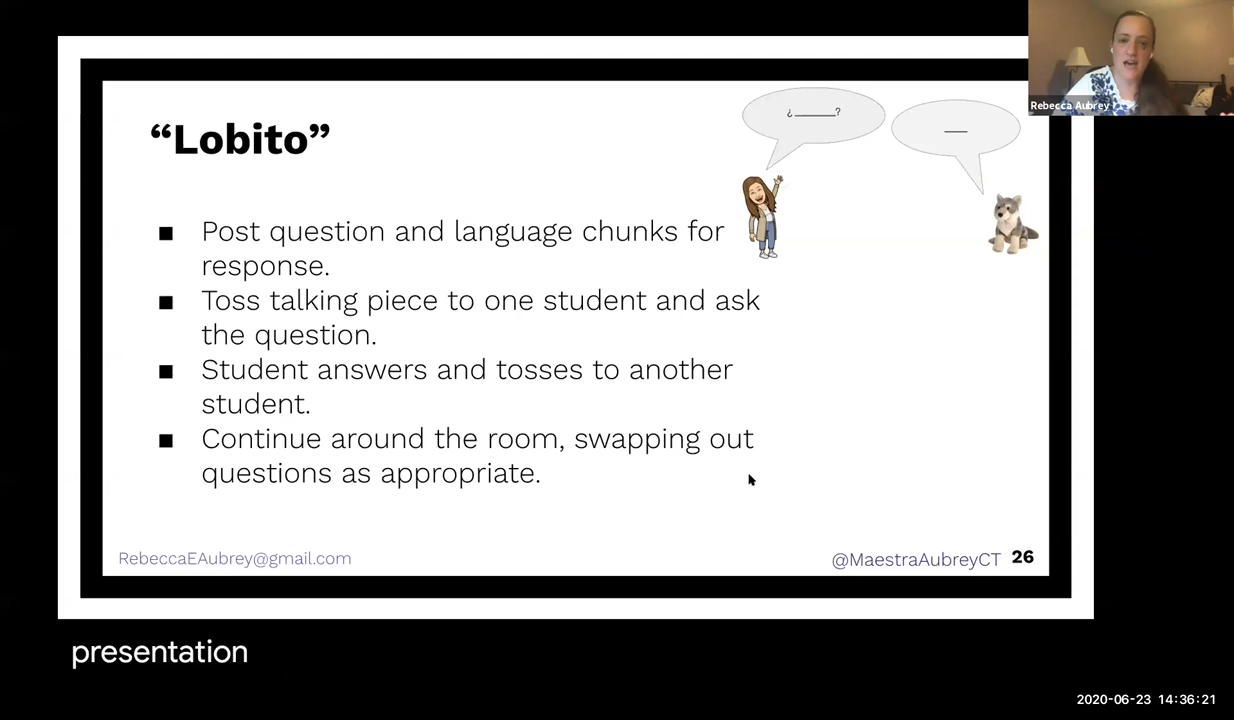 Rebecca Aubrey
¿ ______?
“Lobito”
Post question and language chunks for
response.
Toss talking piece to one student and ask
the question.
Student answers and tosses to another
student.
Continue around the room, swapping out
questions as appropriate.
RebeccaEAubrey@gmail.com
@MaestraAubreyCT 26
presentation
2020-06-23 14:36:21